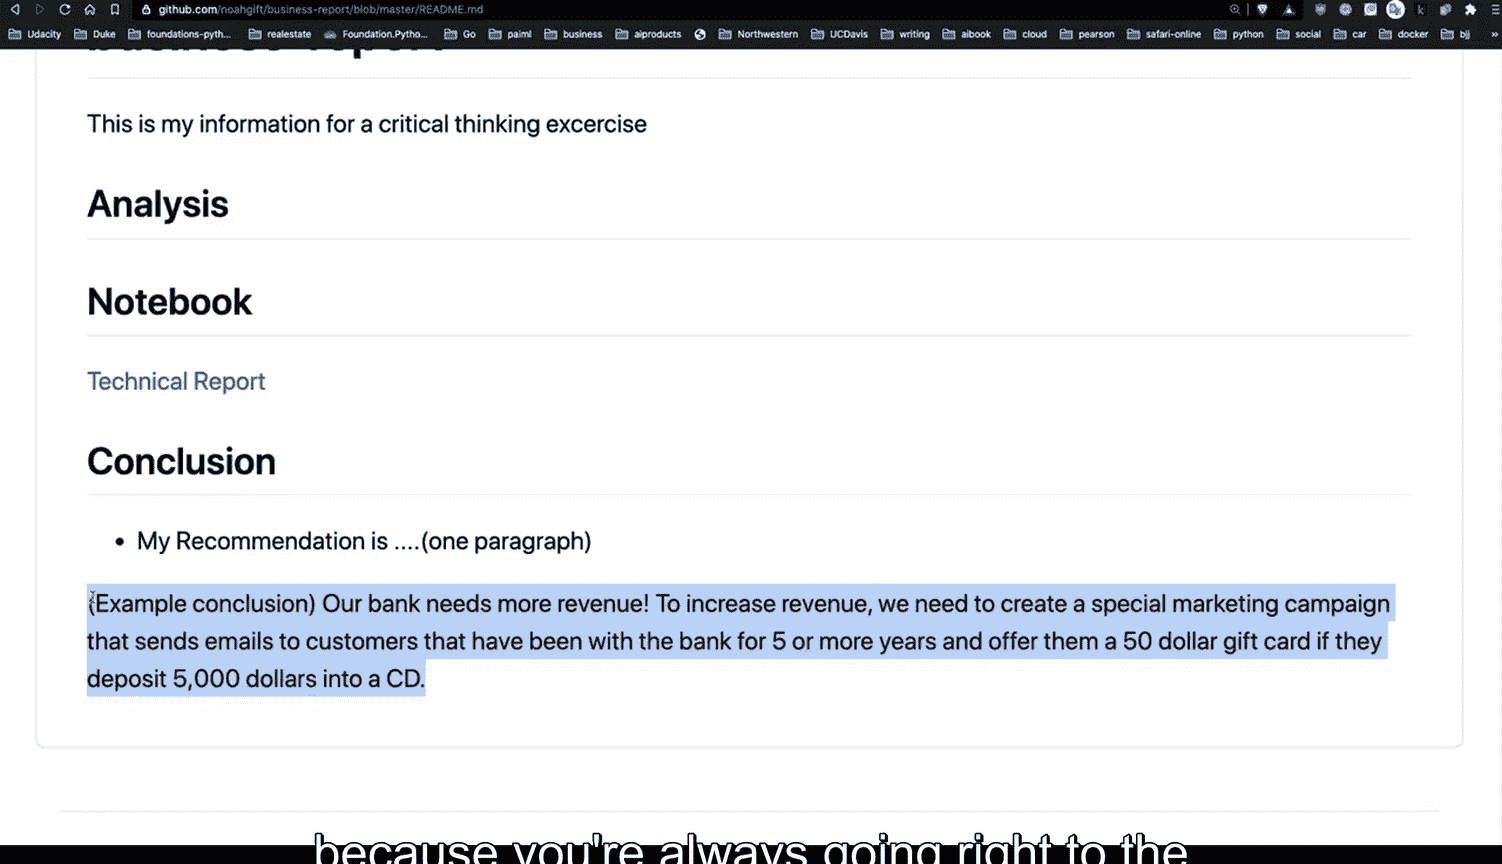 github.com/noahgift/business-report/blob/master/README.md
Udacity Duke foundations-pyth... realestate Foundation.Pytho... Go paiml business aiproducts Northwestern UCDavis writing aibook cloud pearson safari-online python social car docker bjj »
This is my information for a critical thinking excercise
Analysis
Notebook
Technical Report
Conclusion
• My Recommendation is ....(one paragraph)
(Example conclusion) Our bank needs more revenue! To increase revenue, we need to create a special marketing campaign
that sends emails to customers that have been with the bank for 5 or more years and offer them a 50 dollar gift card if they
deposit 5,000 dollars into a CD.
because you're always going right to the